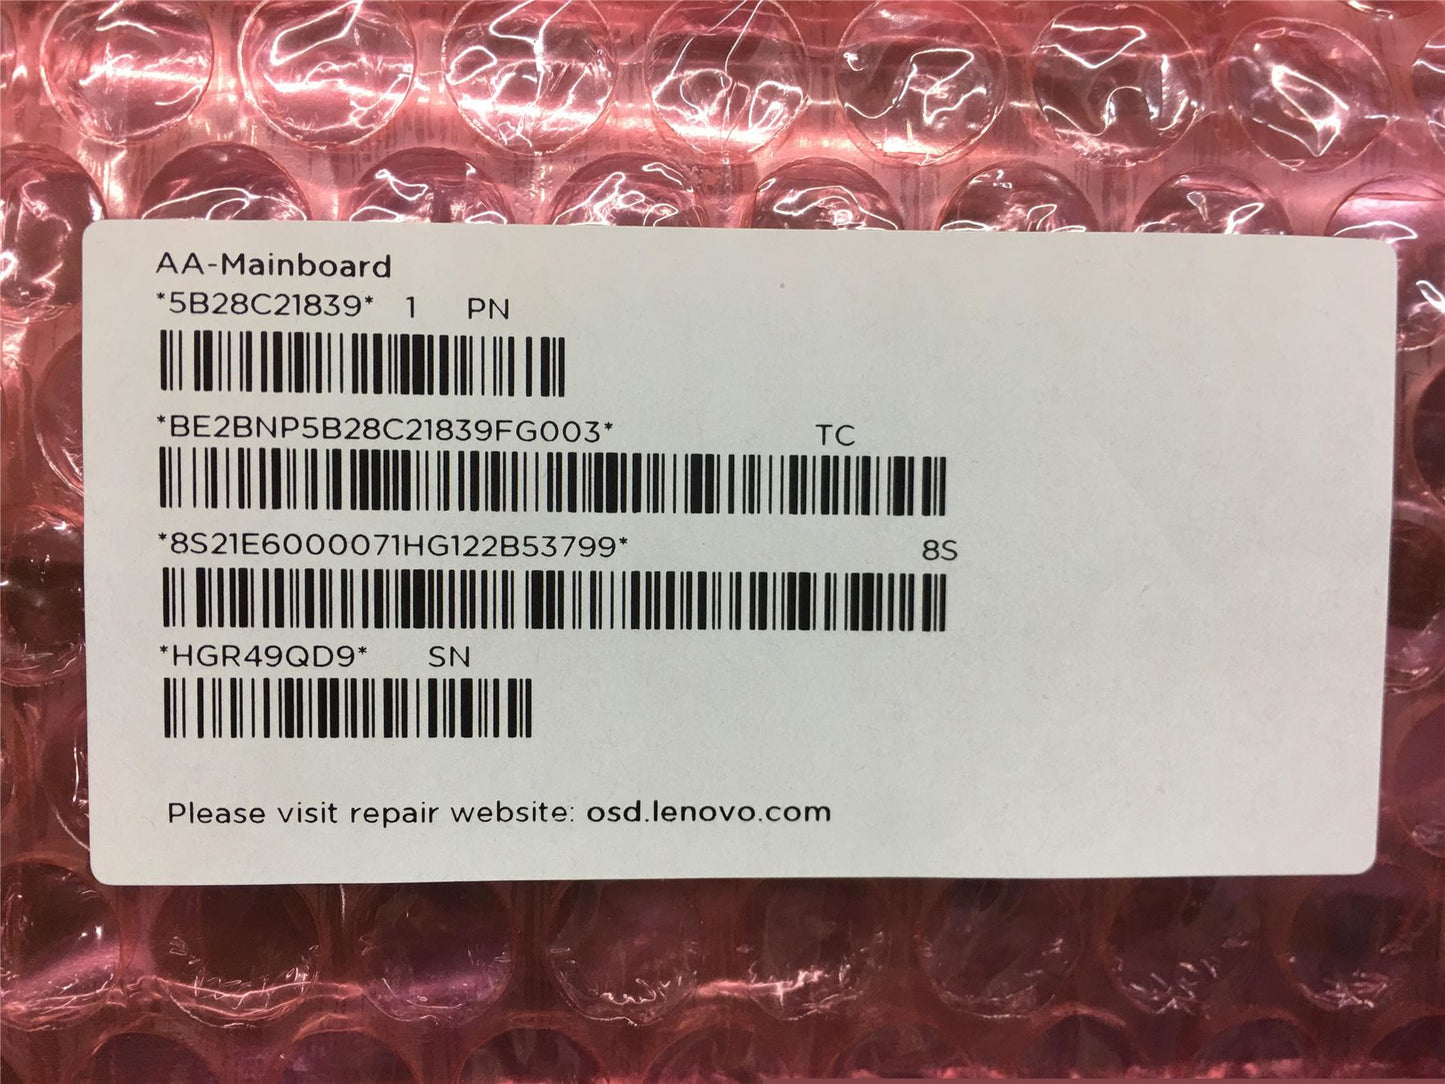 AA-Mainboard
*5B28C21839* 1 PN
*BE2BNP5B28C21839FG003* TC
*8S21E6000071HG122B53799* 8S
*HGR49QD9* SN
Please visit repair website: osd.lenovo.com